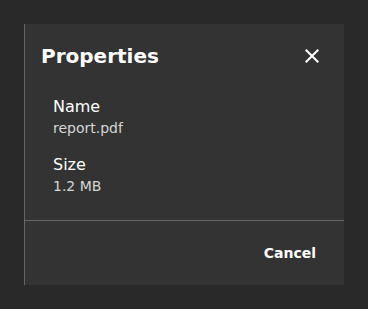 Properties
Name
report.pdf
Size
1.2 MB
Cancel